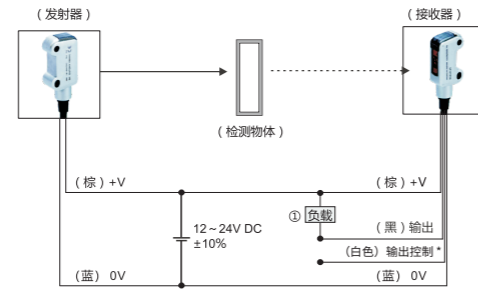 （发射器）
（接收器）
（检测物体）
（棕）+V
（棕）+V
① 负载
12～24V DC
±10%
（黑）输出
（白色）输出控制 *
（蓝）0V
（蓝）0V